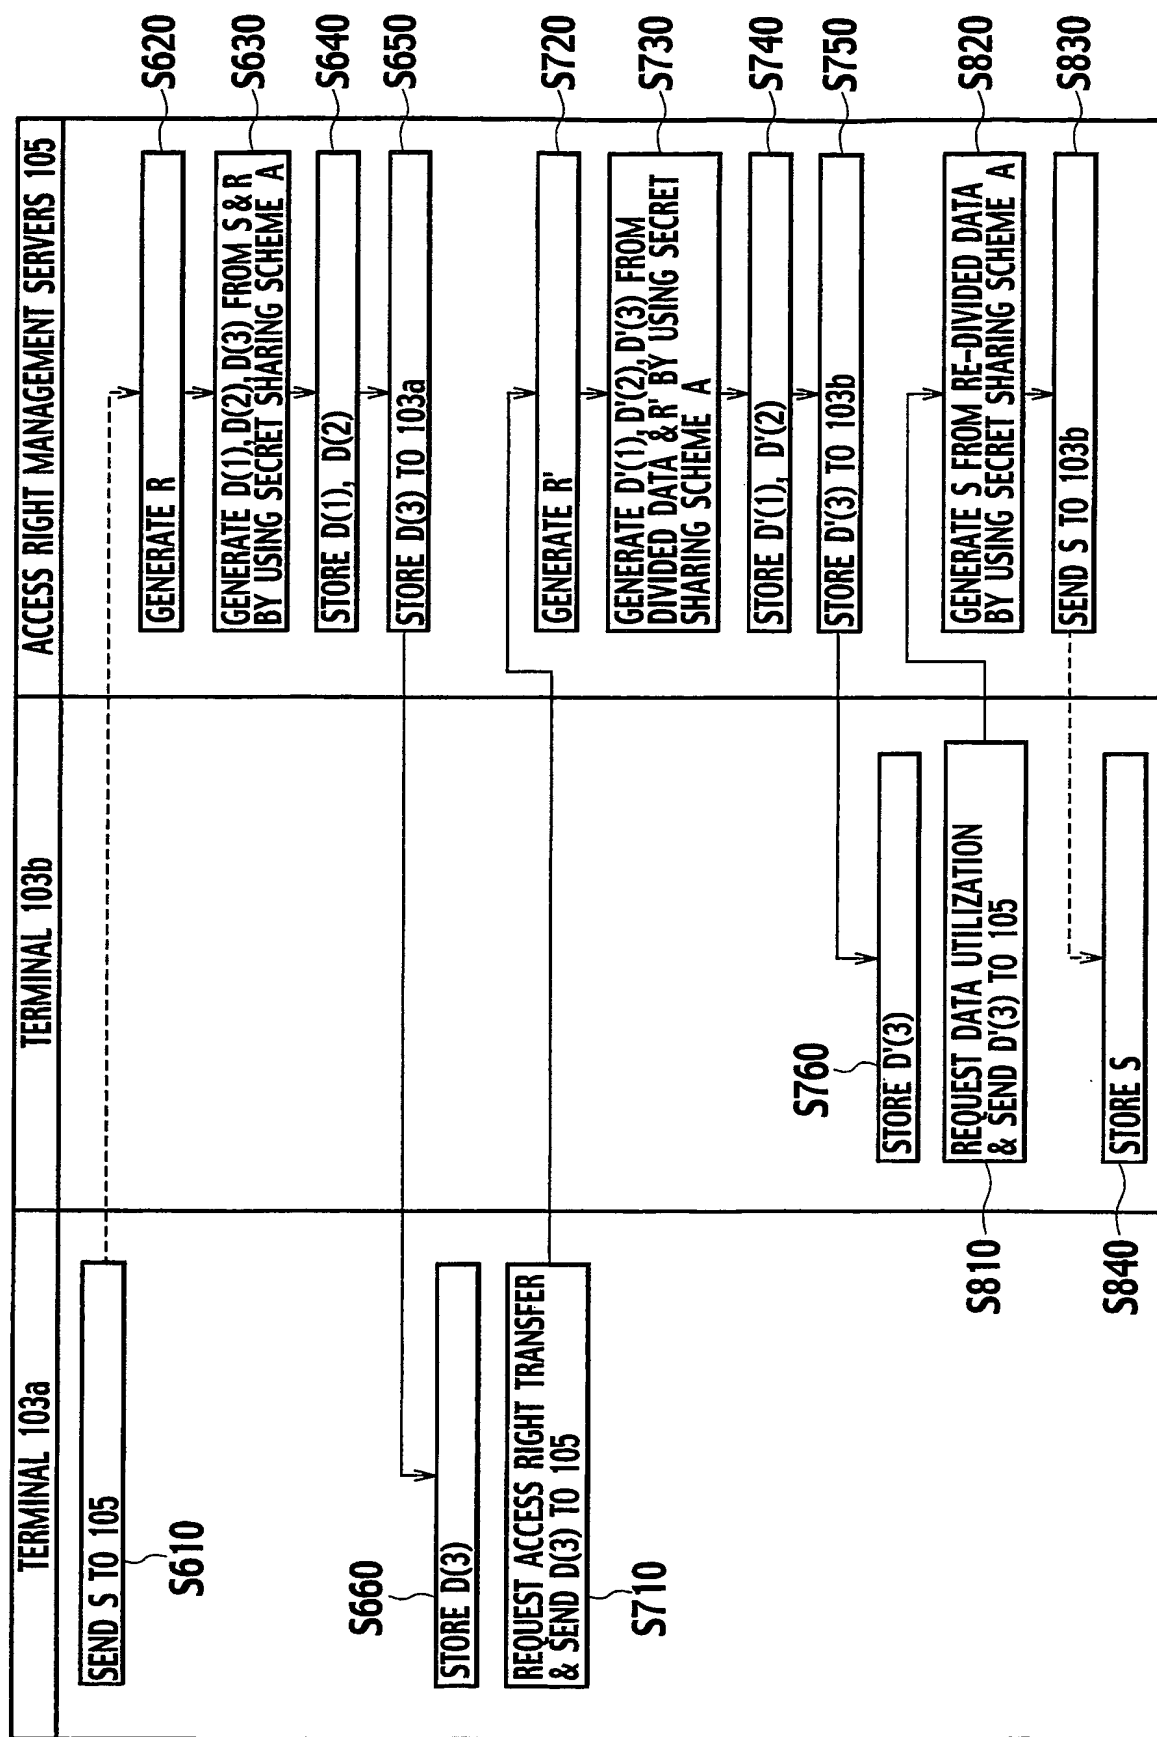 TERMINAL 103a
TERMINAL 103b
ACCESS RIGHT MANAGEMENT SERVERS 105
SEND S TO 105
S610
GENERATE R
S620
GENERATE D(1), D(2), D(3) FROM S & R
BY USING SECRET SHARING SCHEME A
S630
STORE D(1), D(2)
S640
STORE D(3) TO 103a
S650
S660
STORE D(3)
REQUEST ACCESS RIGHT TRANSFER
& SEND D(3) TO 105
S710
GENERATE R'
S720
GENERATE D'(1), D'(2), D'(3) FROM
DIVIDED DATA & R' BY USING SECRET
SHARING SCHEME A
S730
STORE D'(1), D'(2)
S740
STORE D'(3) TO 103b
S750
S760
STORE D'(3)
REQUEST DATA UTILIZATION
& SEND D'(3) TO 105
S810
GENERATE S FROM RE-DIVIDED DATA
BY USING SECRET SHARING SCHEME A
S820
SEND S TO 103b
S830
STORE S
S840